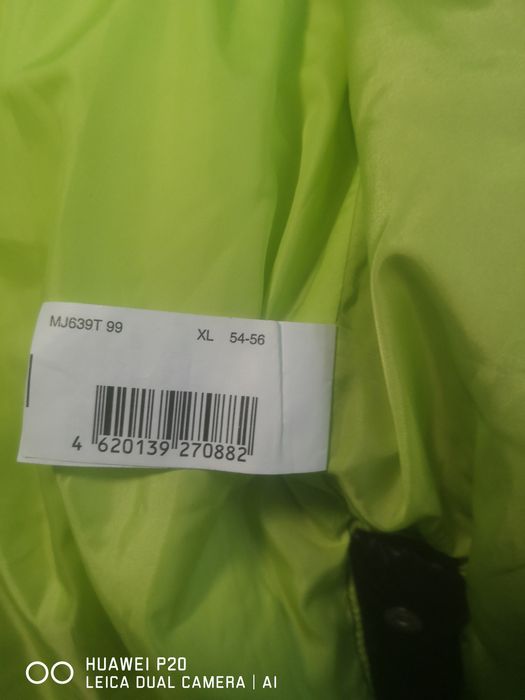 MJ639T 99 XL 54-56
4 620139 270882
HUAWEI P20
LEICA DUAL CAMERA | AI